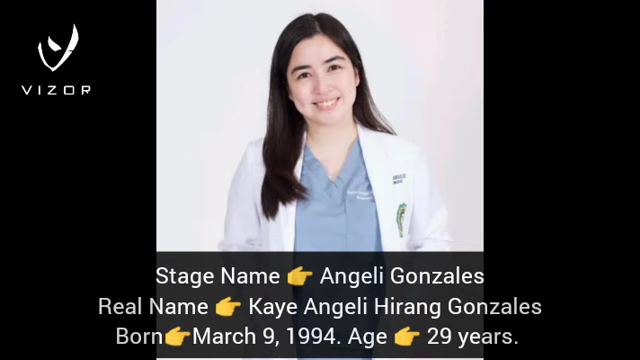 VIZOR
Stage Name 👉 Angeli Gonzales
Real Name 👉 Kaye Angeli Hirang Gonzales
Born👉March 9, 1994. Age 👉 29 years.